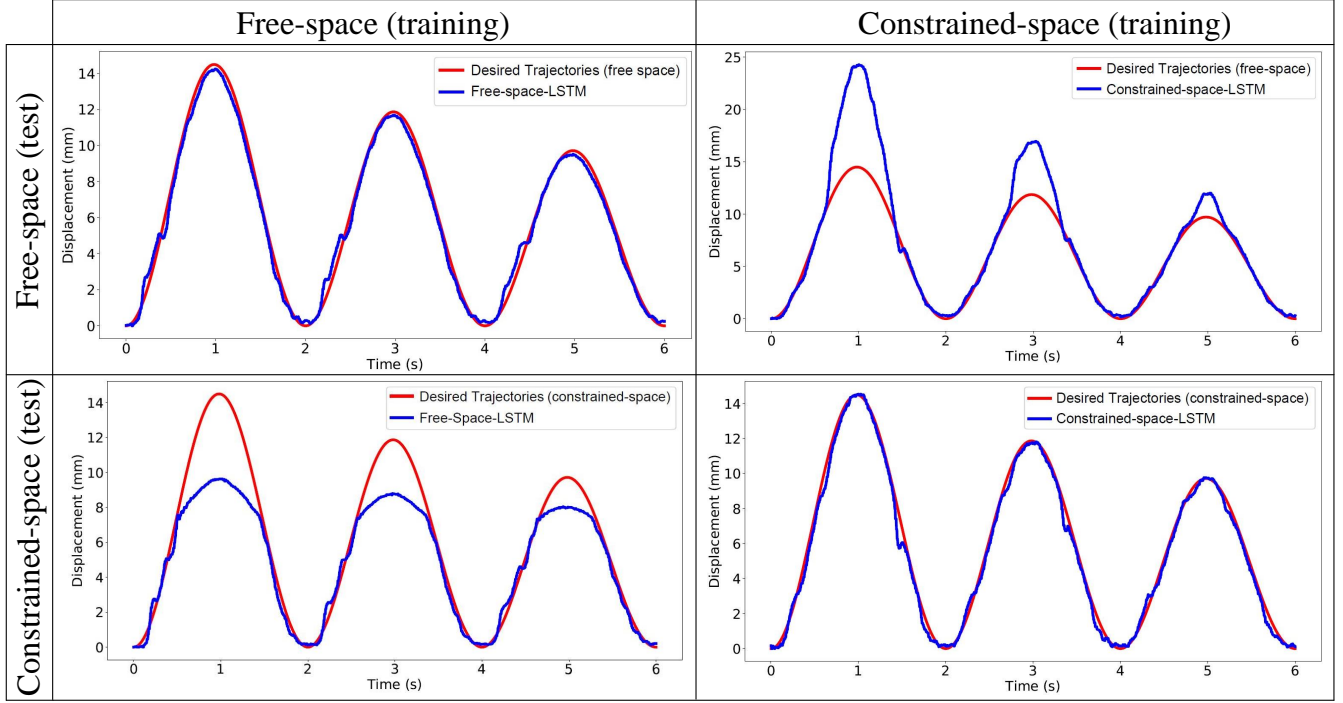 Free-space (training)
Constrained-space (training)
Free-space (test)
Displacement (mm)
14
12
10
8
6
4
2
0
Desired Trajectories (free space)
Free-space-LSTM
0 1 2 3 4 5 6
Time (s)
Displacement (mm)
25
20
15
10
5
0
Desired Trajectories (free-space)
Constrained-space-LSTM
0 1 2 3 4 5 6
Time (s)
Constrained-space (test)
Displacement (mm)
14
12
10
8
6
4
2
0
Desired Trajectories (constrained-space)
Free-Space-LSTM
0 1 2 3 4 5 6
Time (s)
Displacement (mm)
14
12
10
8
6
4
2
0
Desired Trajectories (constrained-space)
Constrained-space-LSTM
0 1 2 3 4 5 6
Time (s)